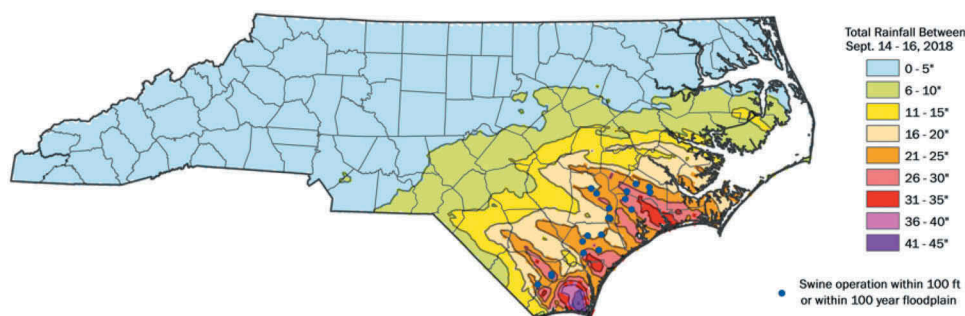 Total Rainfall Between
Sept. 14 - 16, 2018
0 - 5"
6 - 10"
11 - 15"
16 - 20"
21 - 25"
26 - 30"
31 - 35"
36 - 40"
41 - 45"
Swine operation within 100 ft
or within 100 year floodplain